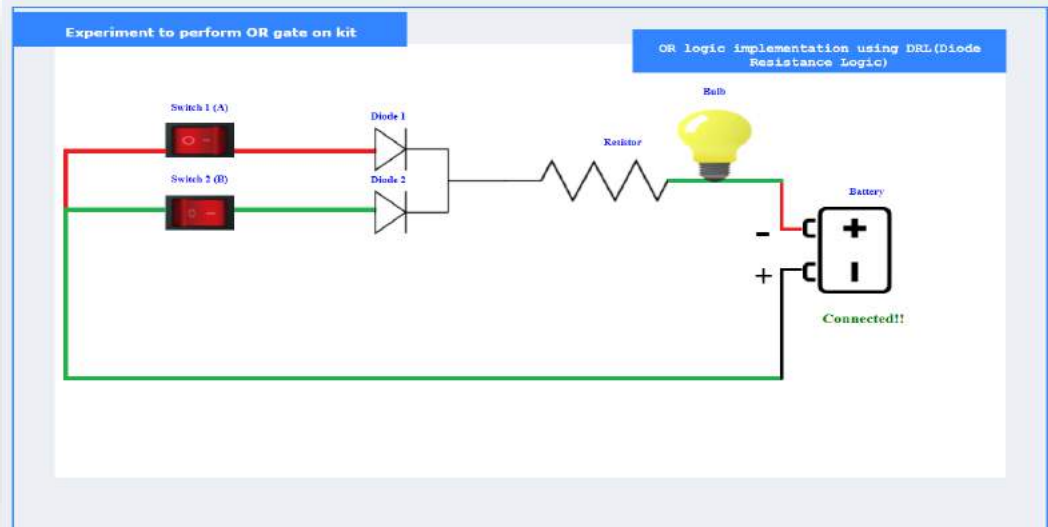 Experiment to perform OR gate on kit
OR logic implementation using DRL(Diode
Resistance Logic)
Bulb
Switch 1 (A)
Diode 1
Resistor
Switch 2 (B)
Diode 2
Battery
-
+
+
-
Connected!!